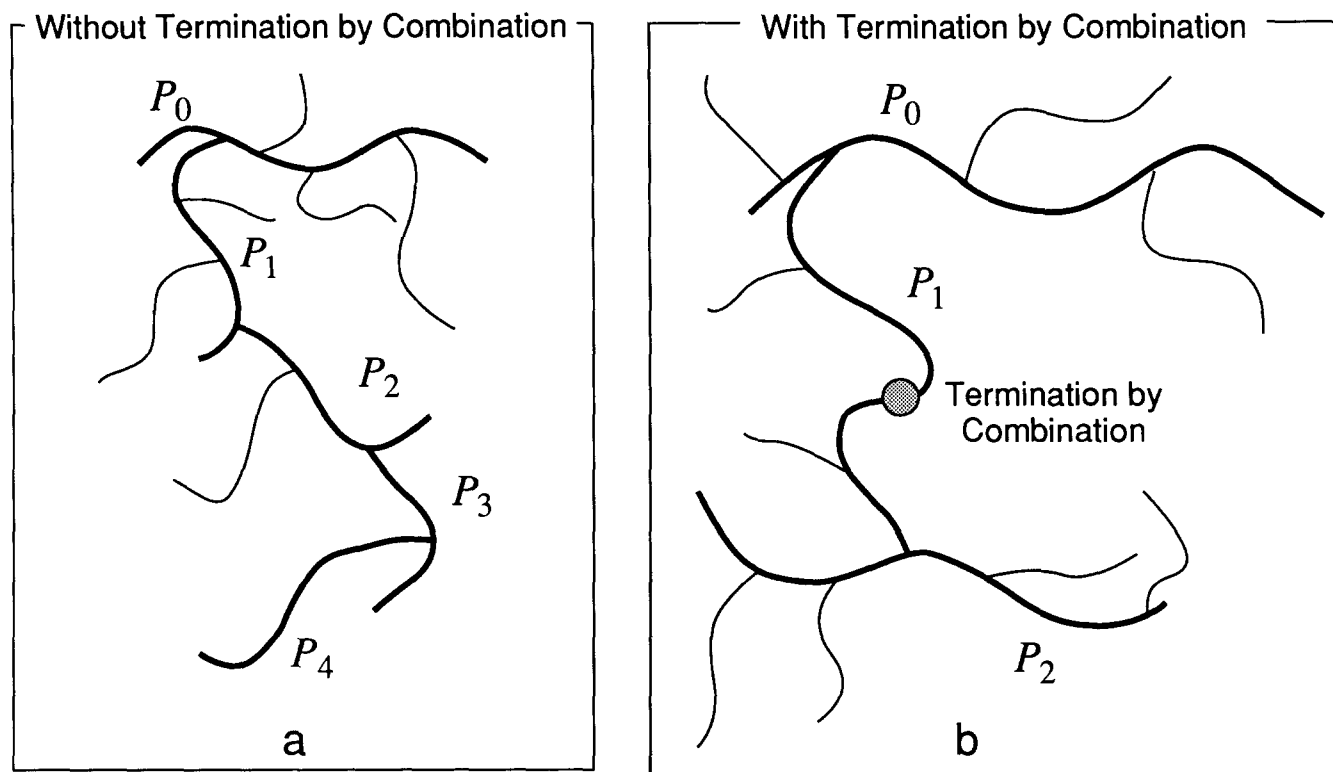 Without Termination by Combination
P0
P1
P2
P3
P4
a
With Termination by Combination
P0
P1
Termination by
Combination
P2
b